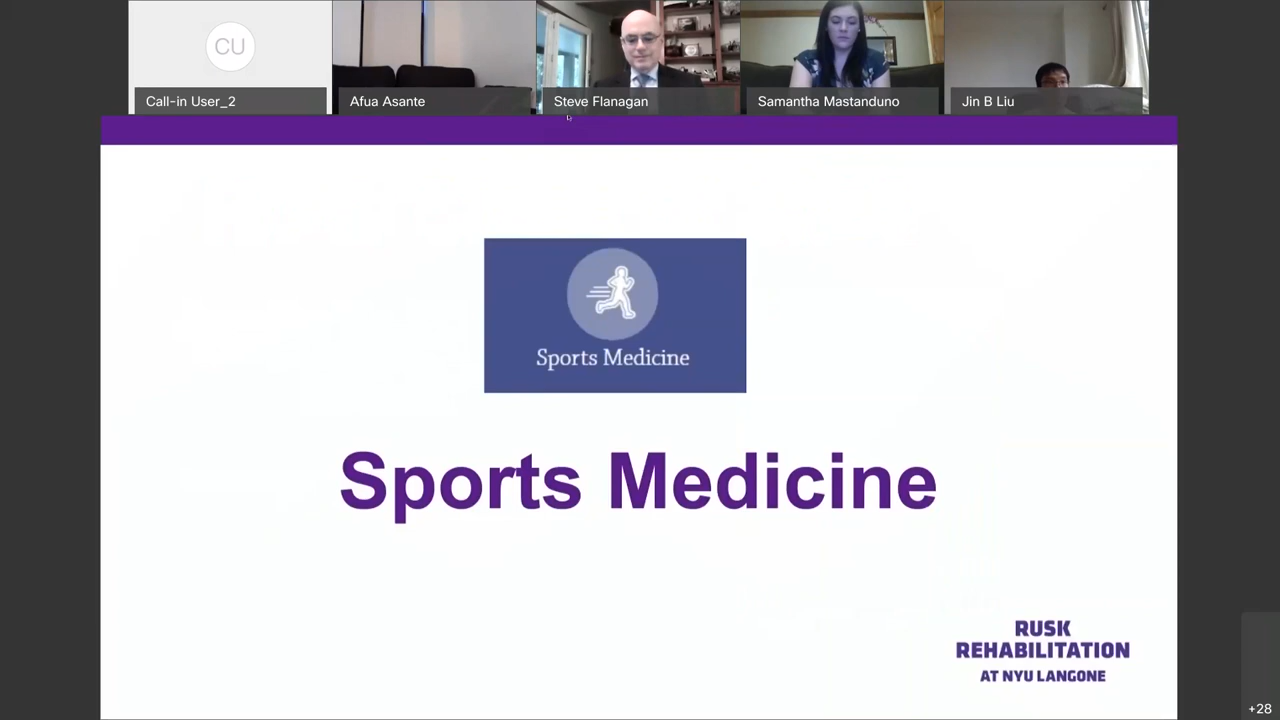 CU
Call-in User_2
Afua Asante
Steve Flanagan
Samantha Mastanduno
Jin B Liu
Sports Medicine
Sports Medicine
RUSK
REHABILITATION
AT NYU LANGONE
+28